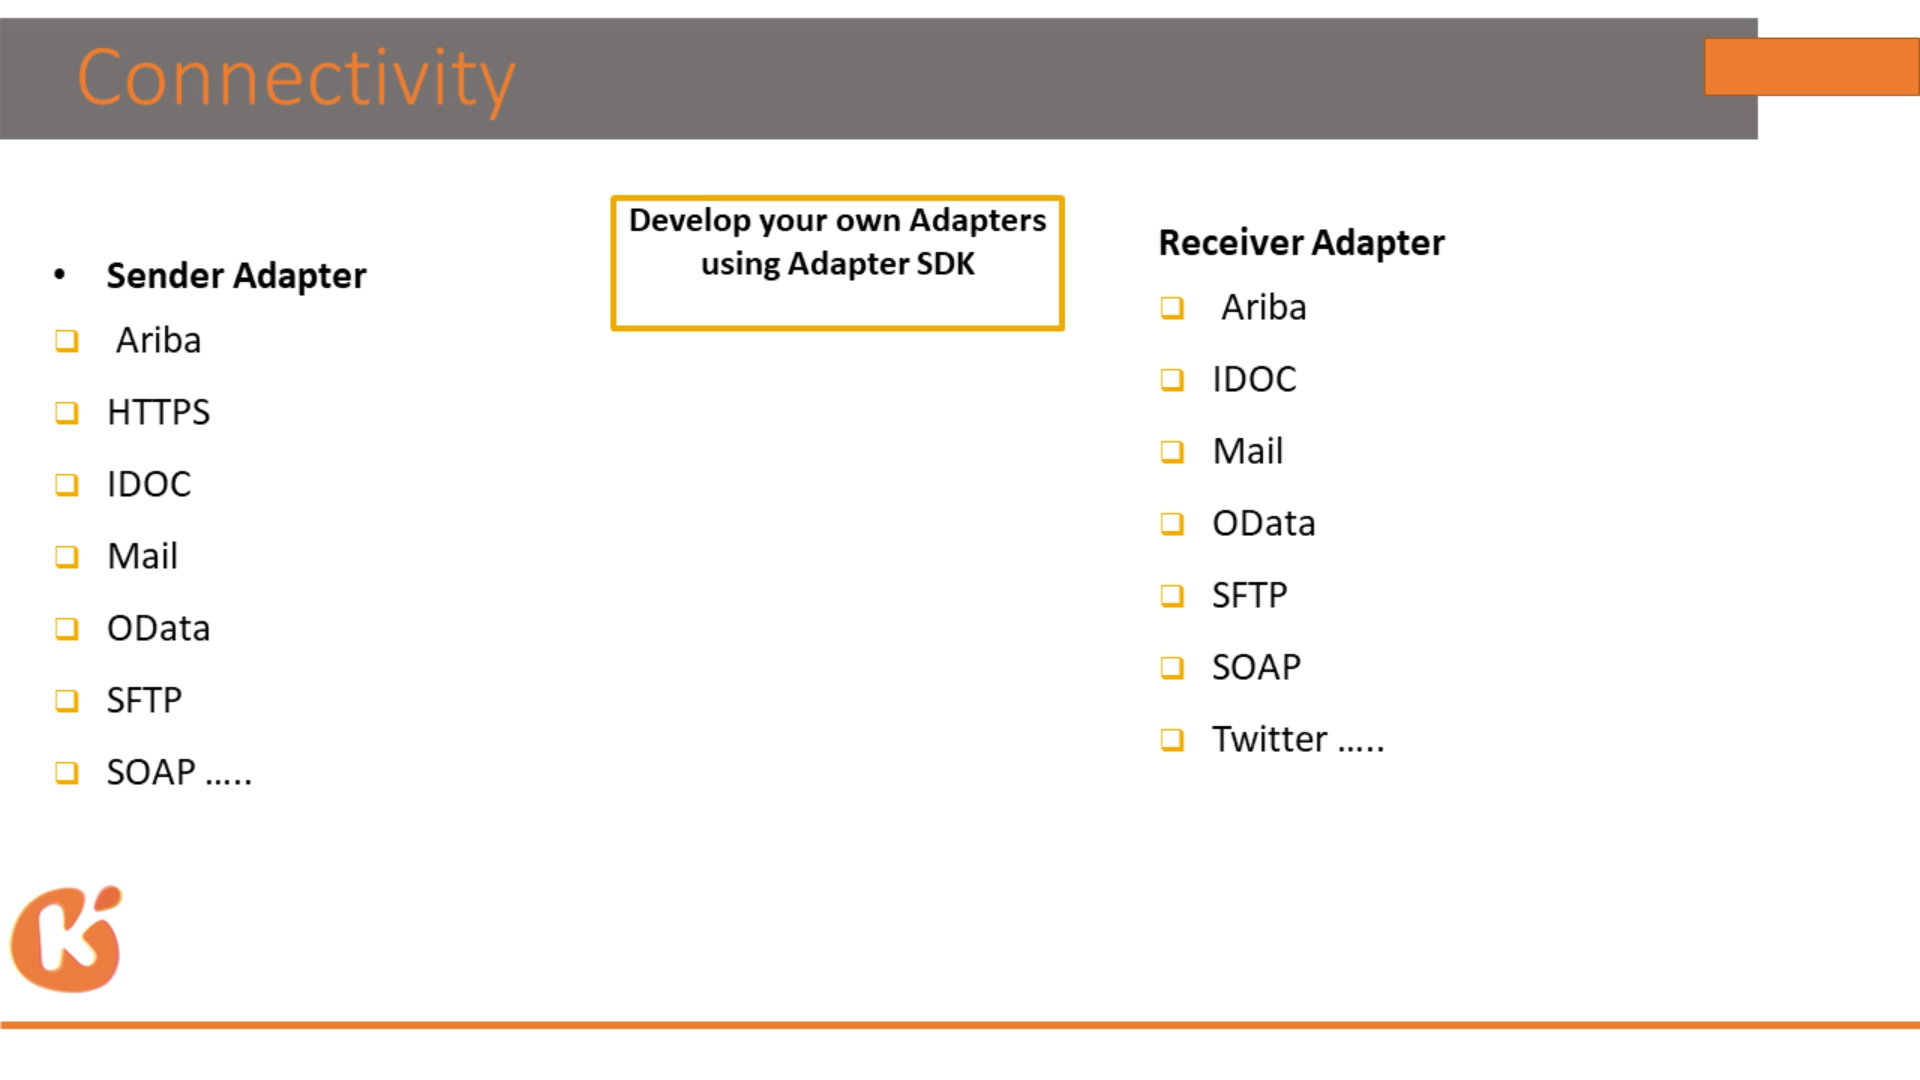 Connectivity
Develop your own Adapters
using Adapter SDK
• Sender Adapter
Ariba
HTTPS
IDOC
Mail
OData
SFTP
SOAP .....
Receiver Adapter
Ariba
IDOC
Mail
OData
SFTP
SOAP
Twitter .....
K